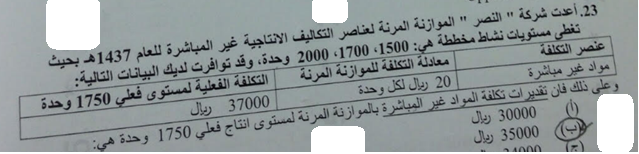 23. أعدت شركة " النصر " الموازنة المرنة لعناصر التكاليف الانتاجية غير المباشرة للعام 1437هـ بحيث
تغطي مستويات نشاط مخططة هي: 1500، 1700، 2000 وحدة، وقد توافرت لديك البيانات التالية:
عنصر التكلفة | معادلة التكلفة للموازنة المرنة | التكلفة الفعلية لمستوى فعلي 1750 وحدة
مواد غير مباشرة | 20 ريال لكل وحدة | 37000 ريال
وعلى ذلك فان تقديرات تكلفة المواد غير المباشرة بالموازنة المرنة لمستوى انتاج فعلي 1750 وحدة هي:
(أ) 30000 ريال
(ب) 35000 ريال
(ج)